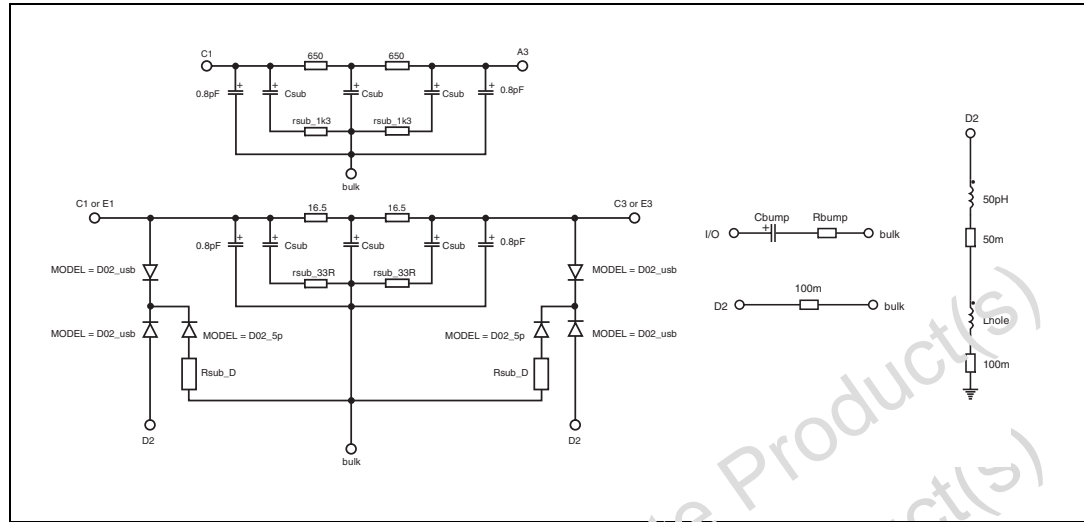 C1
650
650
A3
0.8pF
Csub
Csub
Csub
0.8pF
rsub_1k3
rsub_1k3
bulk
C1 or E1
16.5
16.5
C3 or E3
0.8pF
Csub
Csub
Csub
0.8pF
MODEL = D02_usb
rsub_33R
rsub_33R
MODEL = D02_usb
MODEL = D02_usb
MODEL = D02_5p
MODEL = D02_5p
MODEL = D02_usb
Rsub_D
Rsub_D
D2
bulk
D2
D2
50pH
Cbump
Rbump
I/O
bulk
50m
100m
D2
bulk
100m
Product(s)